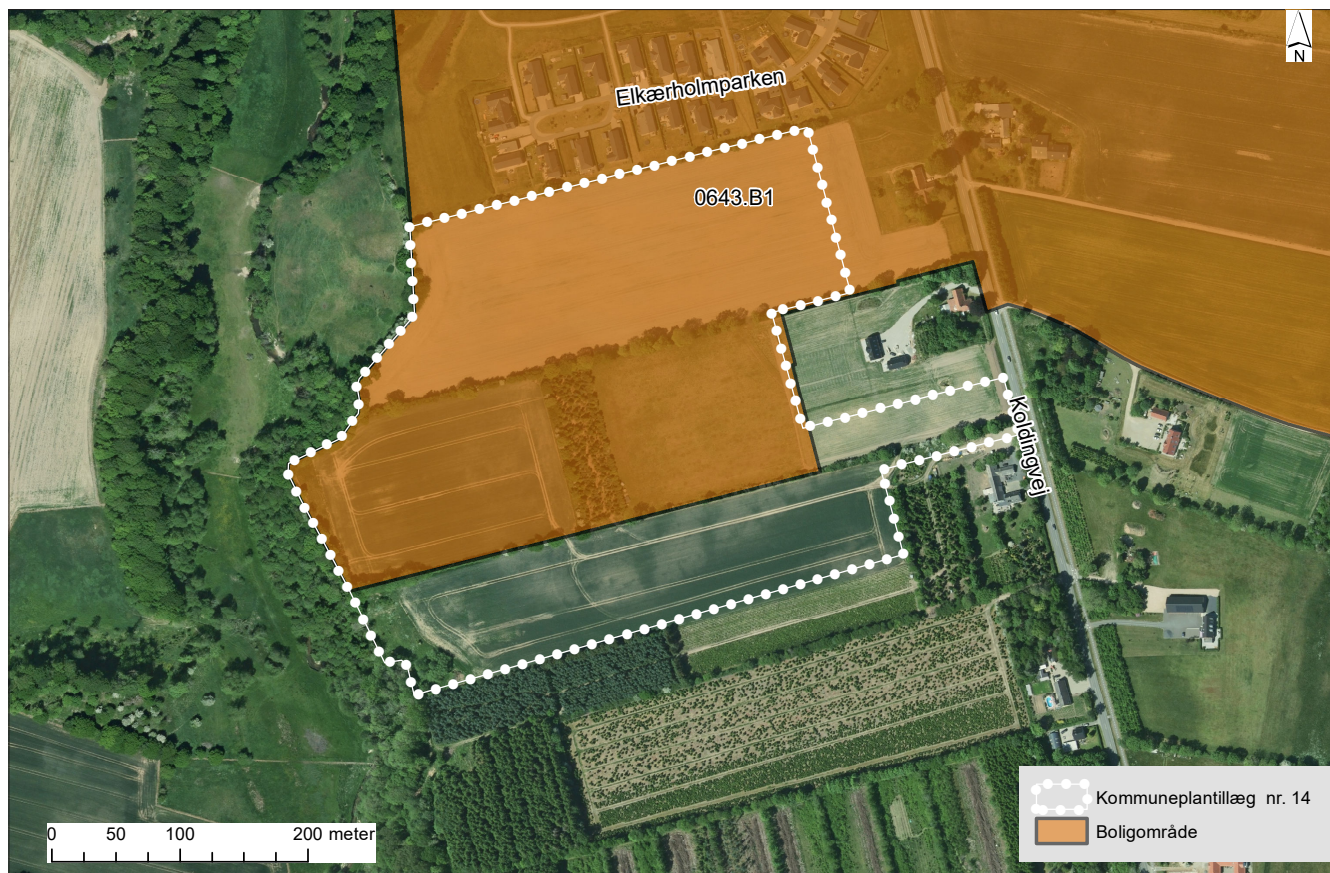 N
Elkærholmparken
0643.B1
Koldingvej
Kommuneplantillæg nr. 14
Boligområde
0 50 100 200 meter